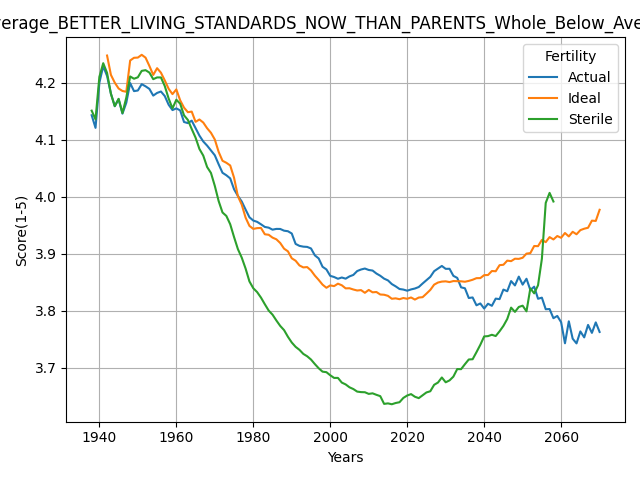 verage_BETTER_LIVING_STANDARDS_NOW_THAN_PARENTS_Whole_Below_Ave
Fertility
Actual
Ideal
Sterile
Score(1-5)
4.2
4.1
4.0
3.9
3.8
3.7
1940 1960 1980 2000 2020 2040 2060
Years